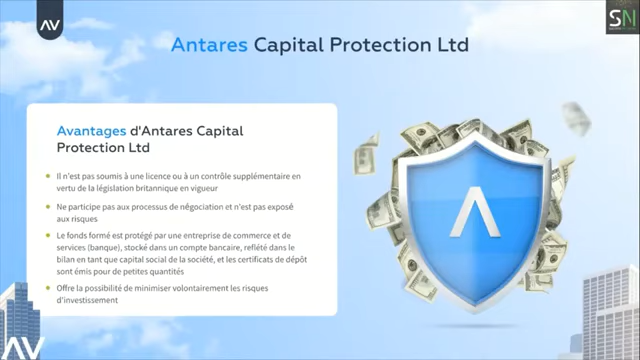 AV
SN
Antares Capital Protection Ltd
Avantages d'Antares Capital
Protection Ltd
Il n'est pas soumis à une licence ou à un contrôle supplémentaire en
vertu de la législation britannique en vigueur
Ne participe pas aux processus de négociation et n'est pas exposé
aux risques
Le fonds formé est protégé par une entreprise de commerce et de
services (banque), stocké dans un compte bancaire, reflété dans le
bilan en tant que capital social de la société, et les certificats de dépôt
sont émis pour de petites quantités
Offre la possibilité de minimiser volontairement les risques
d'investissement
AV